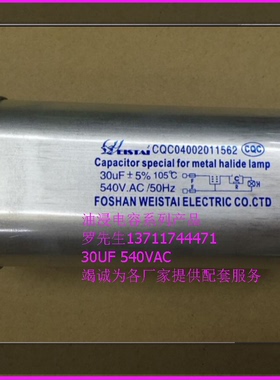 WEISTAI CQC04002011562 CQC
Capacitor special for metal halide lamp
30uF±5% 105℃
540V.AC/50Hz
FOSHAN WEISTAI ELECTRIC CO.CTD
油浸电容系列产品
罗先生13711744471
30UF 540VAC
竭诚为各厂家提供配套服务